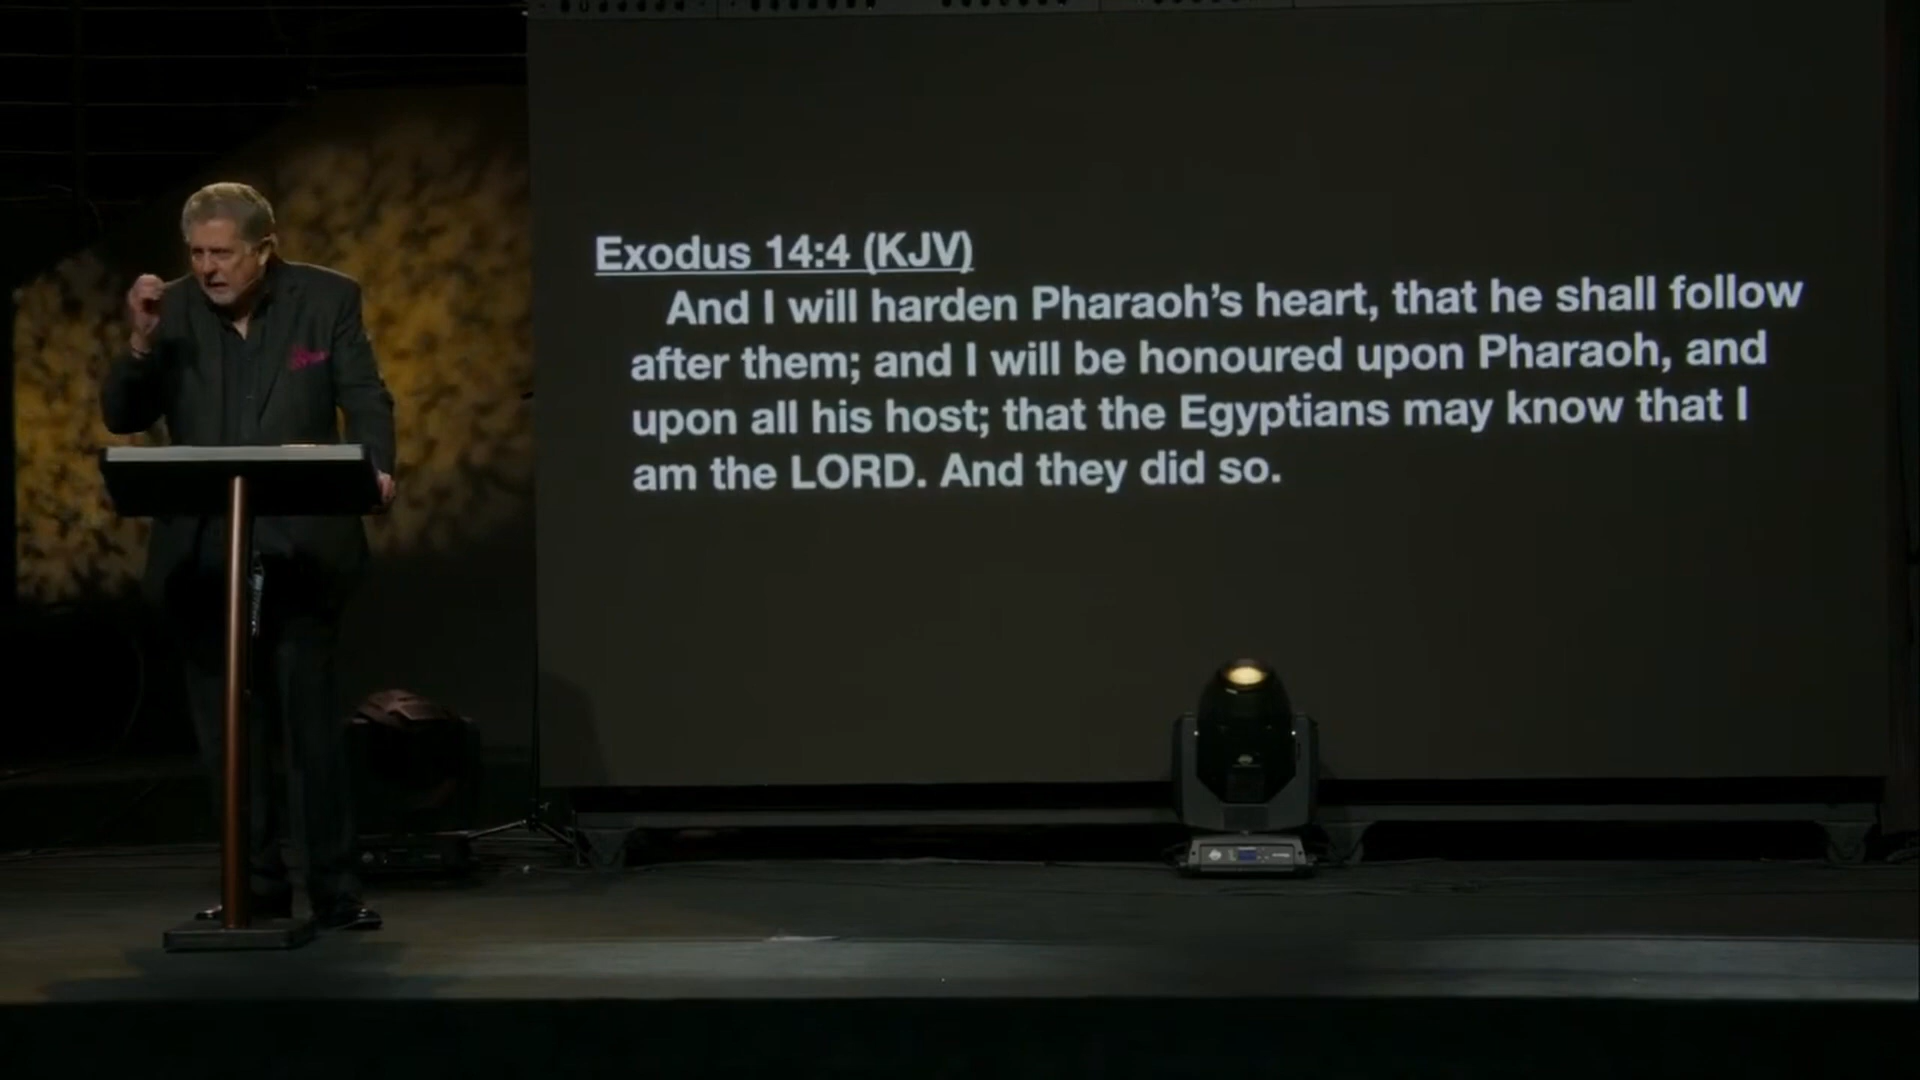 Exodus 14:4 (KJV)
And I will harden Pharaoh’s heart, that he shall follow
after them; and I will be honoured upon Pharaoh, and
upon all his host; that the Egyptians may know that I
am the LORD. And they did so.